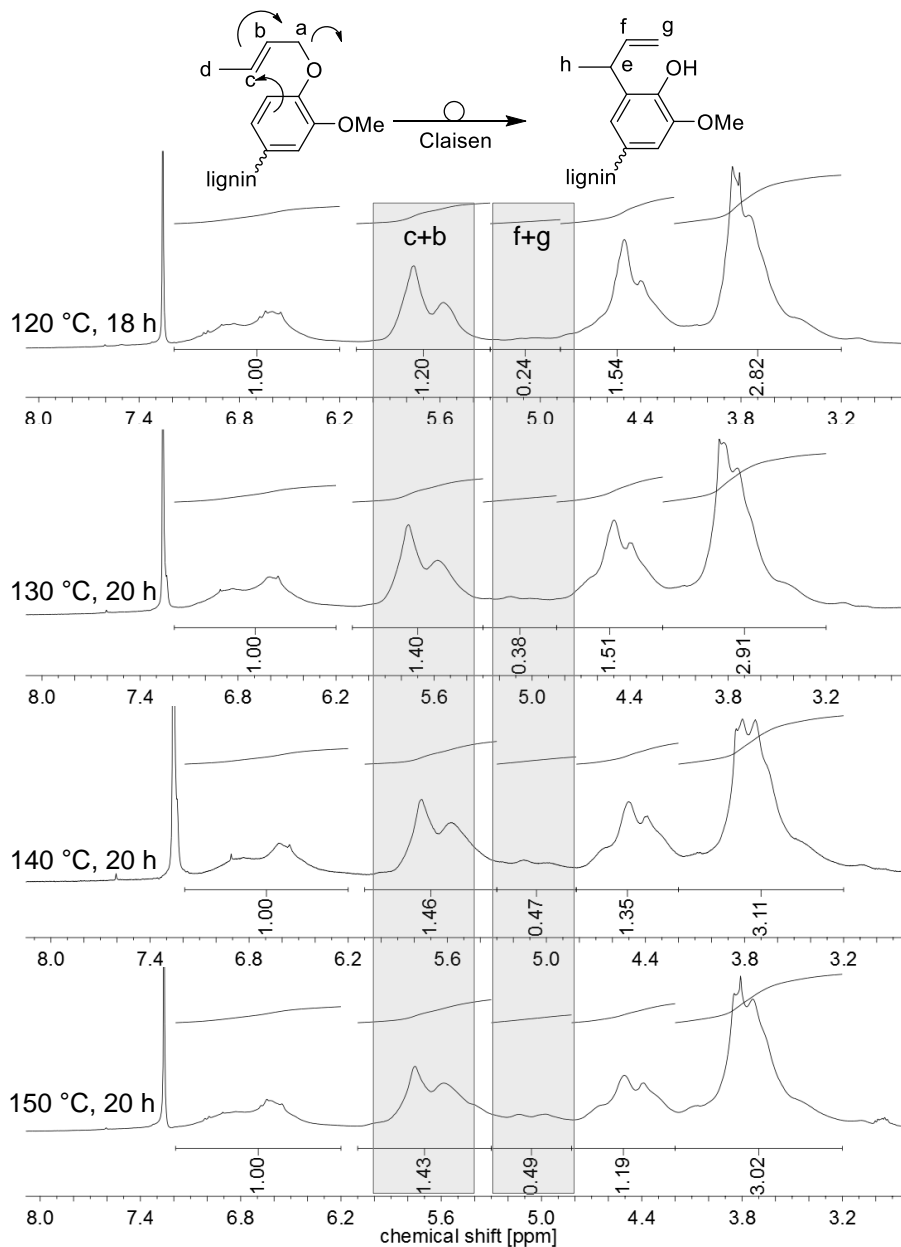 b a f g
d c O h e OH
OMe OMe
Claisen
lignin lignin
c+b f+g
120 °C, 18 h
1.00 1.20 0.24 1.54 2.82
8.0 7.4 6.8 6.2 5.6 5.0 4.4 3.8 3.2
130 °C, 20 h
1.00 1.40 0.38 1.51 2.91
8.0 7.4 6.8 6.2 5.6 5.0 4.4 3.8 3.2
140 °C, 20 h
1.00 1.46 0.47 1.35 3.11
8.0 7.4 6.8 6.2 5.6 5.0 4.4 3.8 3.2
150 °C, 20 h
1.00 1.43 0.49 1.19 3.02
8.0 7.4 6.8 6.2 5.6 5.0 4.4 3.8 3.2
chemical shift [ppm]